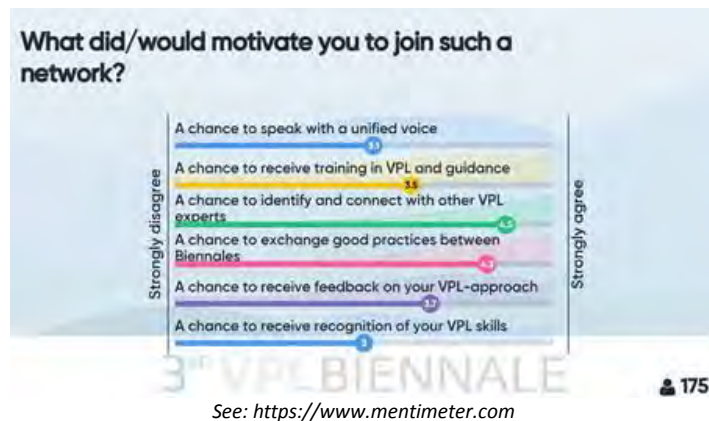 What did/would motivate you to join such a
network?
Strongly disagree
A chance to speak with a unified voice
3.1
A chance to receive training in VPL and guidance
3.5
A chance to identify and connect with other VPL
experts
4.5
A chance to exchange good practices between
Biennales
4.3
A chance to receive feedback on your VPL-approach
3.7
A chance to receive recognition of your VPL skills
3
Strongly agree
3RD VPLBIENNALE
175
See: https://www.mentimeter.com